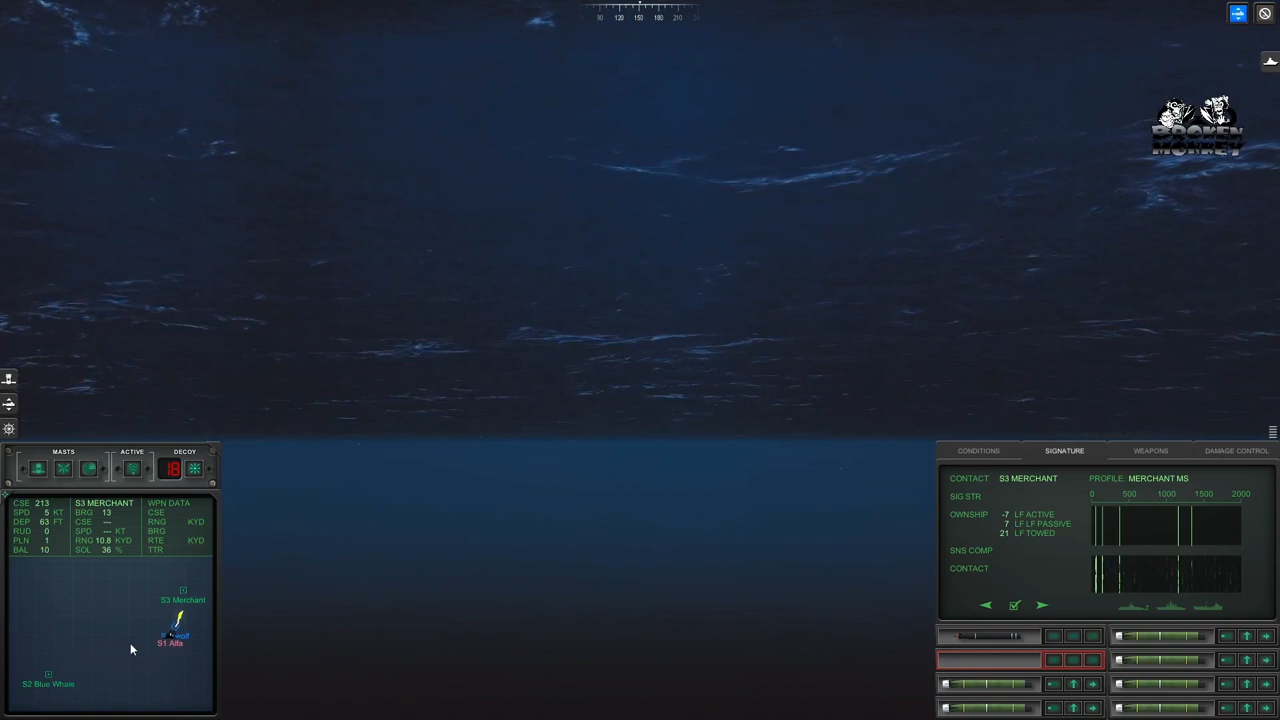 90 120 150 180 210
BROKEN
MONKEY
MASTS ACTIVE DECOY
18
CSE 213 S3 MERCHANT WPN DATA
SPD 5 KT BRG 13 CSE
DEP 63 FT CSE --- RNG KYD
RUD 0 SPD --- KT BRG
PLN 1 RNG 10.8 KYD RTE KYD
BAL 10 SOL 36 % TTR
S3 Merchant
S1 Alfa
S2 Blue Whale
CONDITIONS SIGNATURE WEAPONS DAMAGE CONTROL
CONTACT S3 MERCHANT PROFILE: MERCHANT MS
SIG STR 0 500 1000 1500 2000
OWNSHIP -7 LF ACTIVE
7 LF LF PASSIVE
21 LF TOWED
SNS COMP
CONTACT